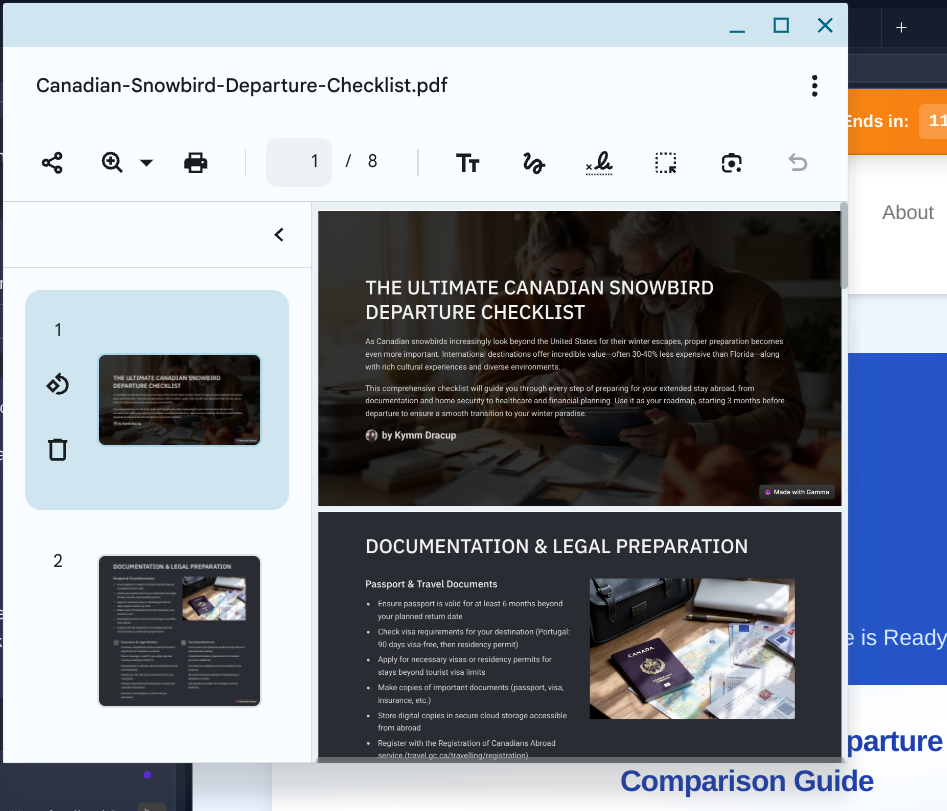 +
Canadian-Snowbird-Departure-Checklist.pdf
Ends in:
11
1 / 8
About
1
THE ULTIMATE CANADIAN SNOWBIRD
DEPARTURE CHECKLIST
As Canadian snowbirds increasingly look beyond the United States for their winter escapes, proper preparation becomes
even more important. International destinations offer incredible value—often 30-40% less expensive than Florida—along
with rich cultural experiences and diverse environments.
This comprehensive checklist will guide you through every step of preparing for your extended stay abroad, from
documentation and home security to healthcare and financial planning. Use it as your roadmap, starting 3 months before
departure to ensure a smooth transition to your winter paradise.
by Kymm Dracup
Made with Gamma
2
DOCUMENTATION & LEGAL PREPARATION
DOCUMENTATION & LEGAL PREPARATION
Passport & Travel Documents
Ensure passport is valid for at least 6 months beyond
your planned return date
Check visa requirements for your destination (Portugal:
90 days visa-free, then residency permit)
Apply for necessary visas or residency permits for
stays beyond tourist visa limits
Make copies of important documents (passport, visa,
insurance, etc.)
Store digital copies in secure cloud storage accessible
from abroad
Register with the Registration of Canadians Abroad
service (travel.gc.ca/travelling/registration)
CANADA
e is Ready
parture
Comparison Guide